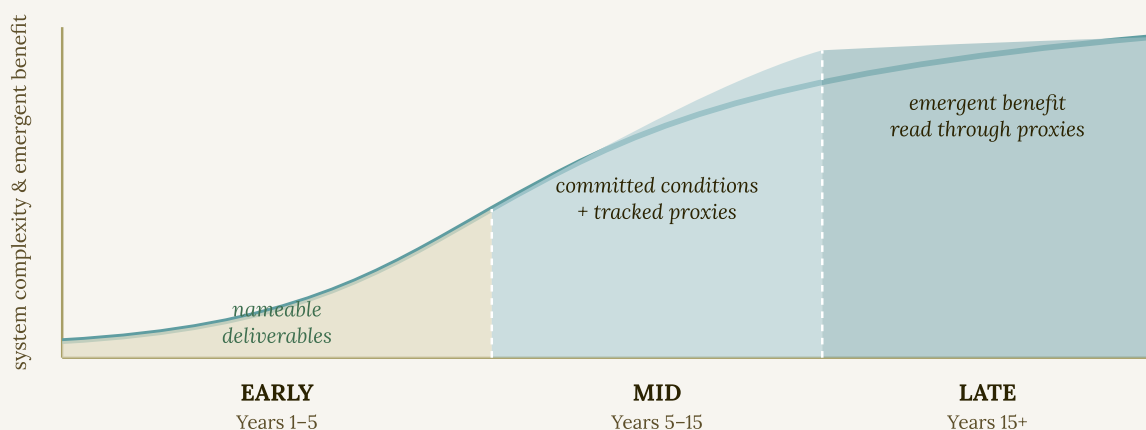 system complexity & emergent benefit
nameable
deliverables
committed conditions
+ tracked proxies
emergent benefit
read through proxies
EARLY
Years 1–5
MID
Years 5–15
LATE
Years 15+